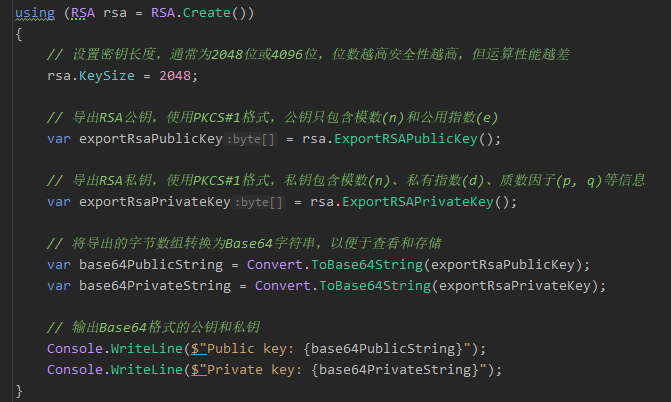 using (RSA rsa = RSA.Create())
{
// 设置密钥长度，通常为2048位或4096位，位数越高安全性越高，但运算性能越差
rsa.KeySize = 2048;
// 导出RSA公钥，使用PKCS#1格式，公钥只包含模数(n)和公用指数(e)
var exportRsaPublicKey :byte[] = rsa.ExportRSAPublicKey();
// 导出RSA私钥，使用PKCS#1格式，私钥包含模数(n)、私有指数(d)、质数因子(p, q)等信息
var exportRsaPrivateKey :byte[] = rsa.ExportRSAPrivateKey();
// 将导出的字节数组转换为Base64字符串，以便于查看和存储
var base64PublicString = Convert.ToBase64String(exportRsaPublicKey);
var base64PrivateString = Convert.ToBase64String(exportRsaPrivateKey);
// 输出Base64格式的公钥和私钥
Console.WriteLine($"Public key: {base64PublicString}");
Console.WriteLine($"Private key: {base64PrivateString}");
}